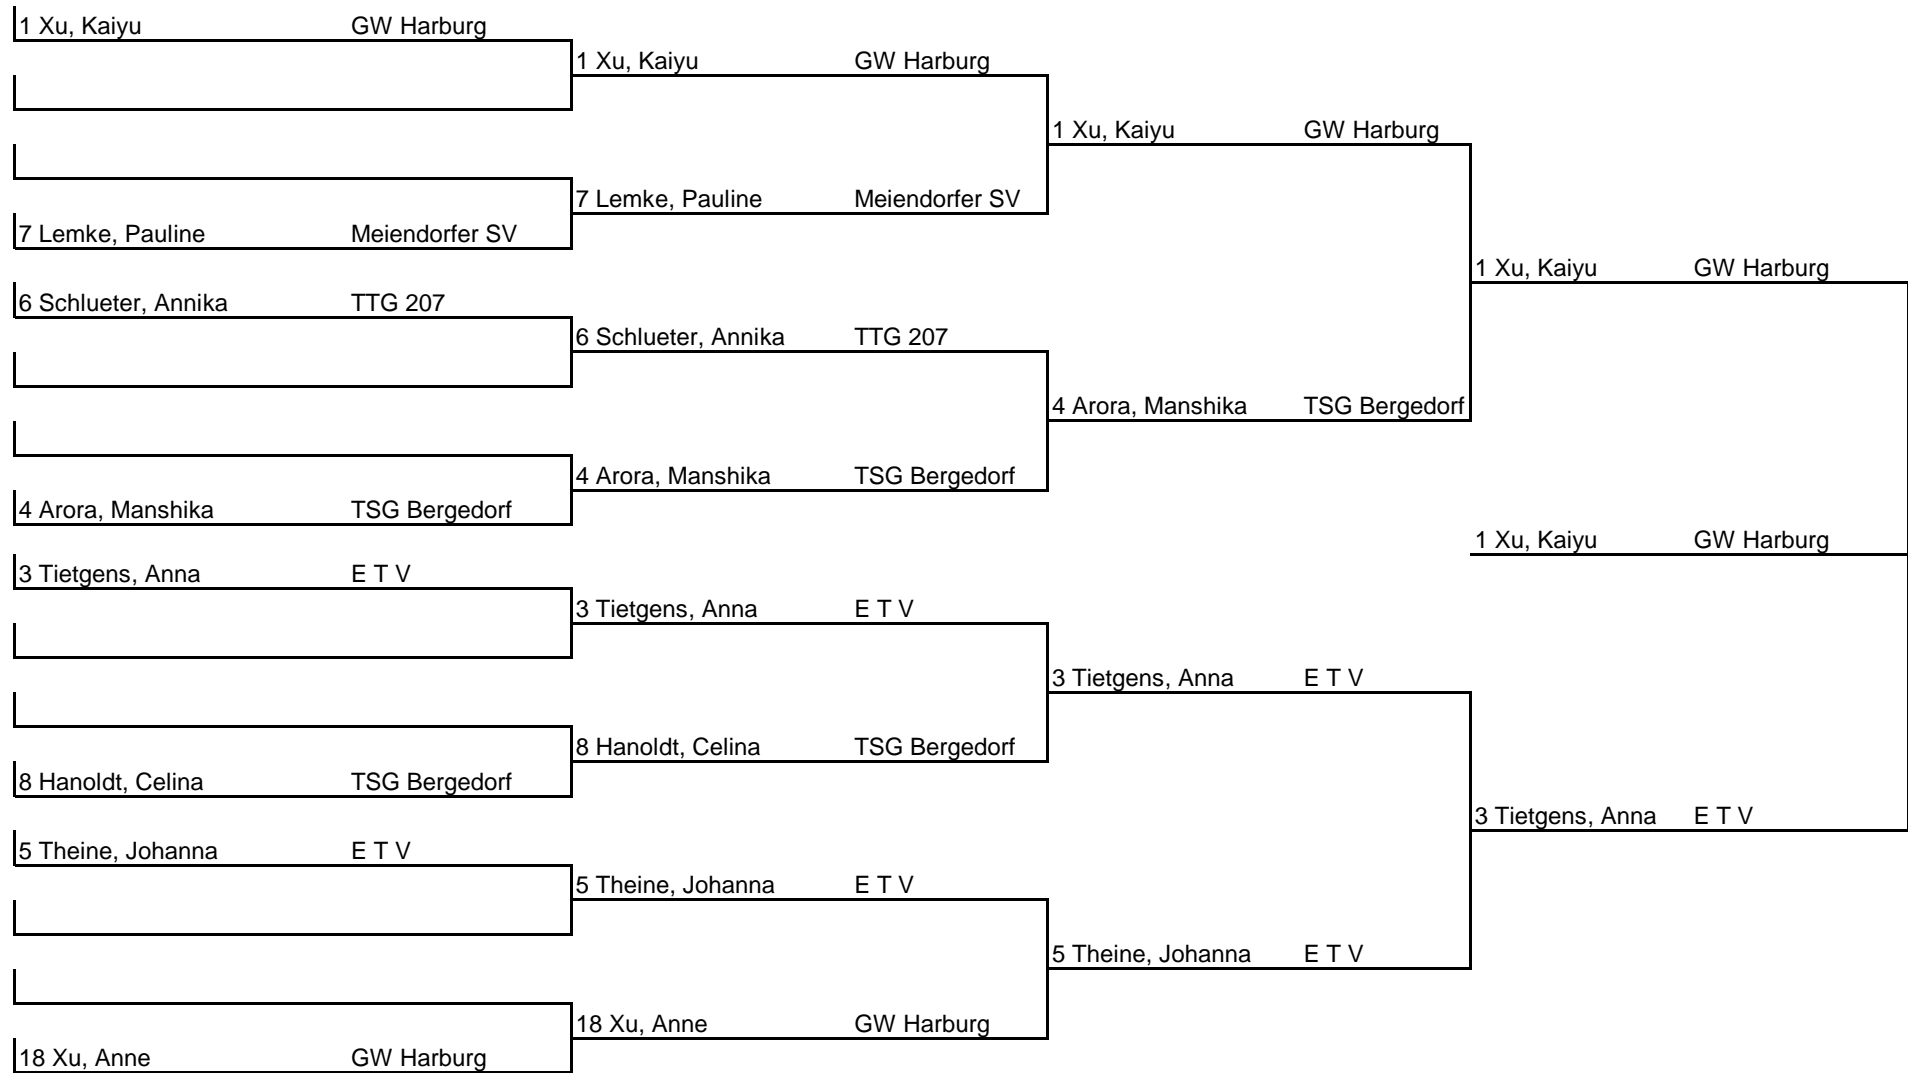 1 Xu, Kaiyu GW Harburg
1 Xu, Kaiyu GW Harburg
1 Xu, Kaiyu GW Harburg
7 Lemke, Pauline Meiendorfer SV
7 Lemke, Pauline Meiendorfer SV
1 Xu, Kaiyu GW Harburg
6 Schlueter, Annika TTG 207
6 Schlueter, Annika TTG 207
4 Arora, Manshika TSG Bergedorf
4 Arora, Manshika TSG Bergedorf
4 Arora, Manshika TSG Bergedorf
1 Xu, Kaiyu GW Harburg
3 Tietgens, Anna E T V
3 Tietgens, Anna E T V
3 Tietgens, Anna E T V
8 Hanoldt, Celina TSG Bergedorf
8 Hanoldt, Celina TSG Bergedorf
3 Tietgens, Anna E T V
5 Theine, Johanna E T V
5 Theine, Johanna E T V
5 Theine, Johanna E T V
18 Xu, Anne GW Harburg
18 Xu, Anne GW Harburg